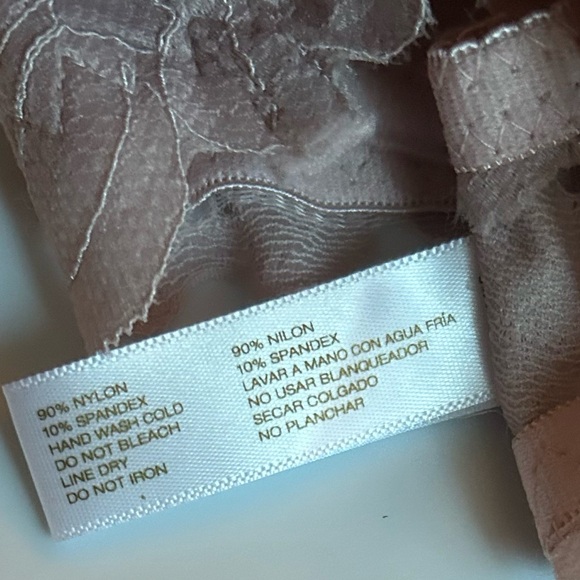 90% NYLON
10% SPANDEX
HAND WASH COLD
DO NOT BLEACH
LINE DRY
DO NOT IRON
90% NILON
10% SPANDEX
LAVAR A MANO CON AGUA FRÍA
NO USAR BLANQUEADOR
SECAR COLGADO
NO PLANCHAR